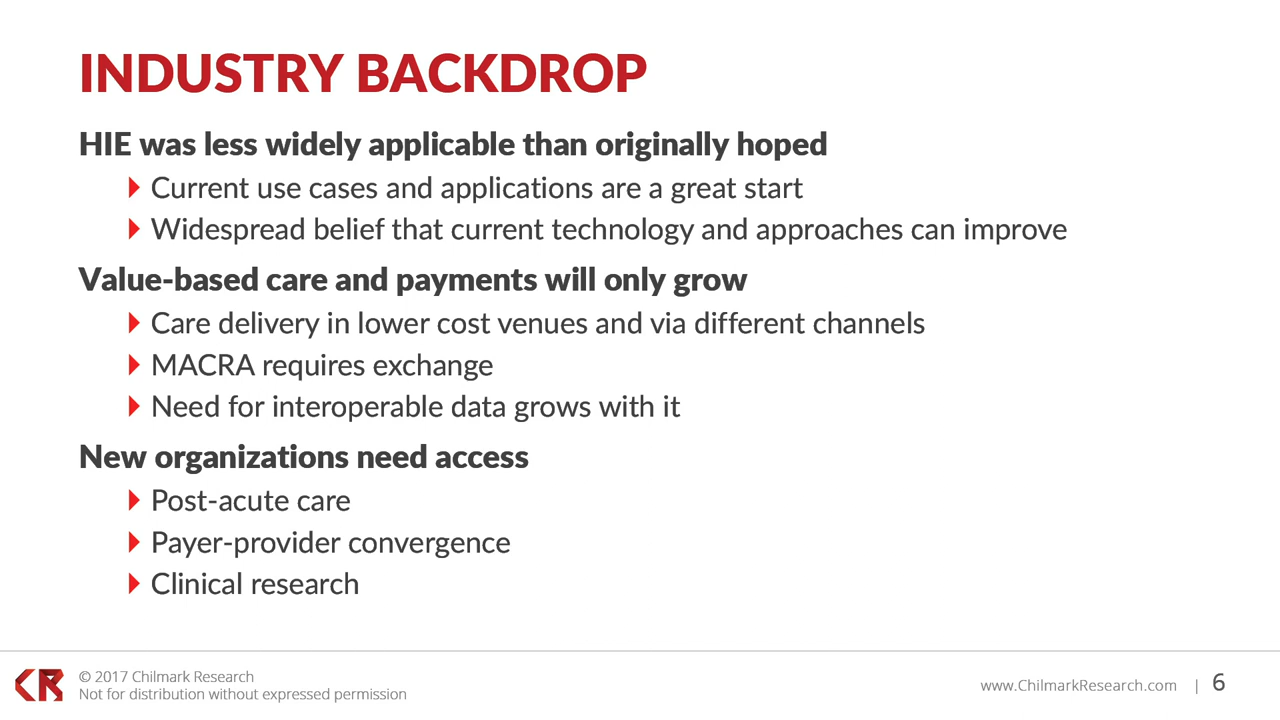 INDUSTRY BACKDROP
HIE was less widely applicable than originally hoped
Current use cases and applications are a great start
Widespread belief that current technology and approaches can improve
Value-based care and payments will only grow
Care delivery in lower cost venues and via different channels
MACRA requires exchange
Need for interoperable data grows with it
New organizations need access
Post-acute care
Payer-provider convergence
Clinical research
CR
© 2017 Chilmark Research
Not for distribution without expressed permission
www.ChilmarkResearch.com | 6